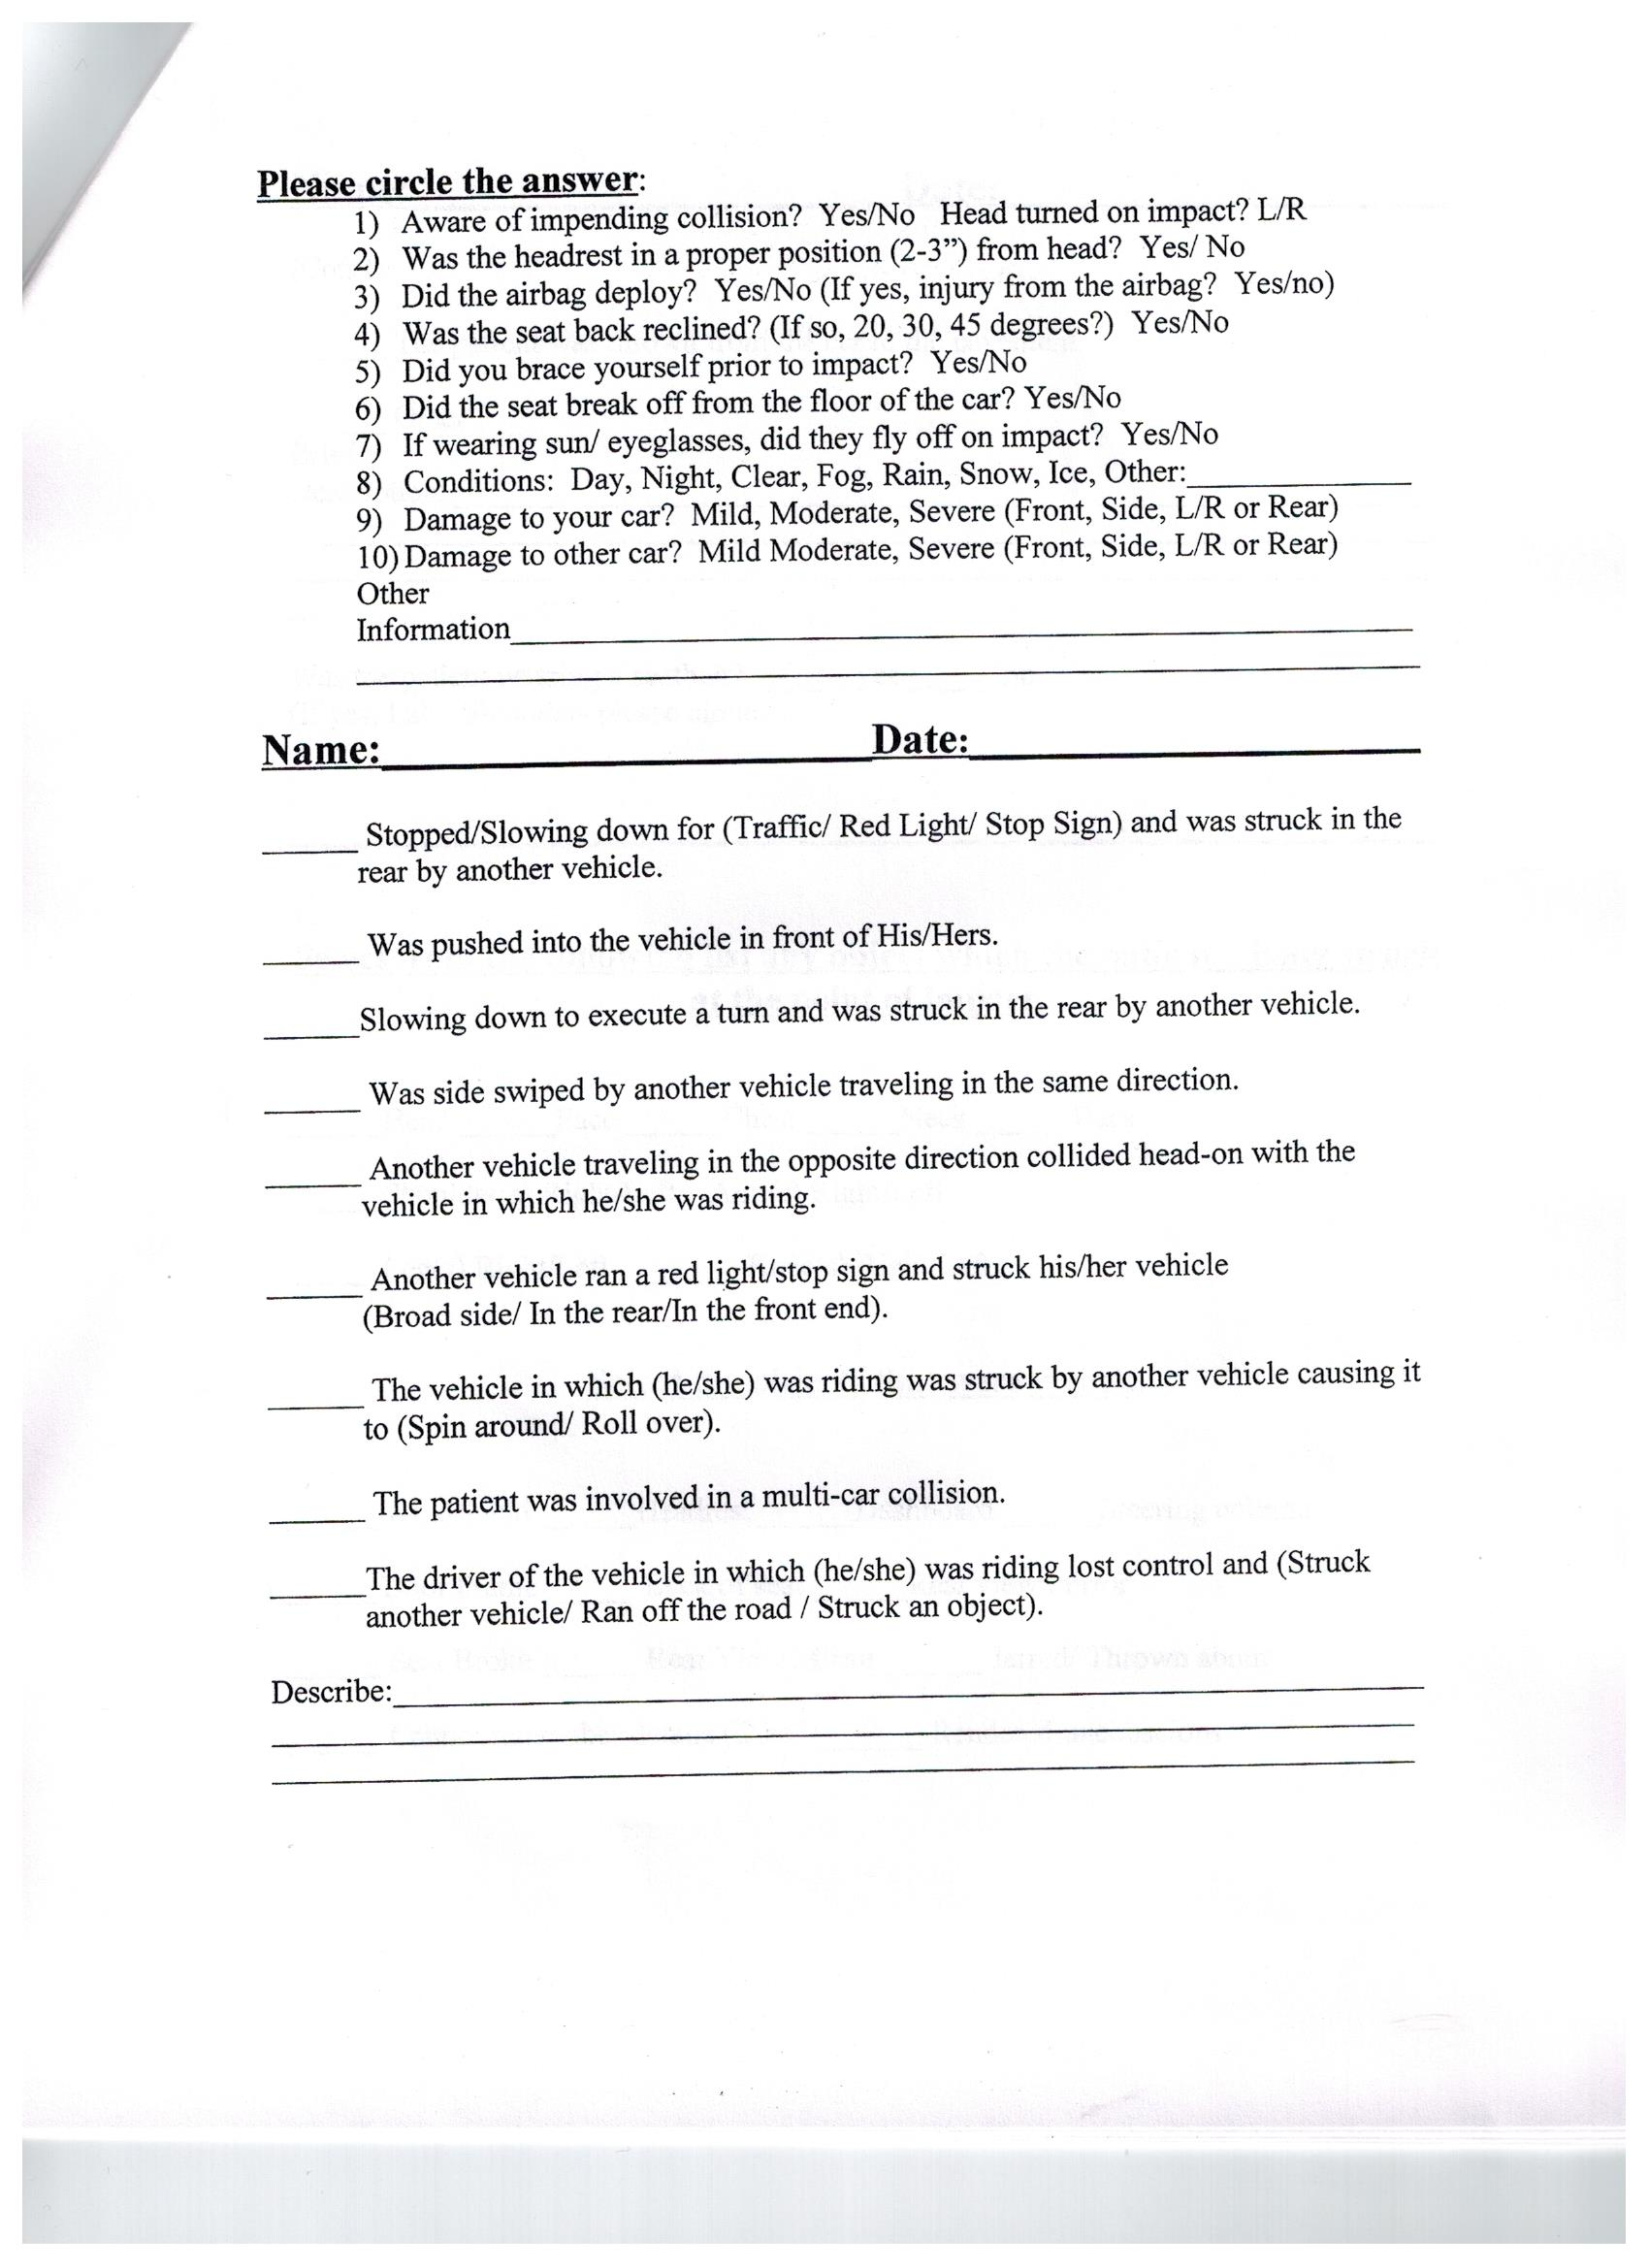 Please circle the answer:
1) Aware of impending collision? Yes/No Head turned on impact? L/R
2) Was the headrest in a proper position (2-3”) from head? Yes/ No
3) Did the airbag deploy? Yes/No (If yes, injury from the airbag? Yes/no)
4) Was the seat back reclined? (If so, 20, 30, 45 degrees?) Yes/No
5) Did you brace yourself prior to impact? Yes/No
6) Did the seat break off from the floor of the car? Yes/No
7) If wearing sun/ eyeglasses, did they fly off on impact? Yes/No
8) Conditions: Day, Night, Clear, Fog, Rain, Snow, Ice, Other:
9) Damage to your car? Mild, Moderate, Severe (Front, Side, L/R or Rear)
10) Damage to other car? Mild Moderate, Severe (Front, Side, L/R or Rear)
Other
Information
Name: Date:
Stopped/Slowing down for (Traffic/ Red Light/ Stop Sign) and was struck in the
rear by another vehicle.
Was pushed into the vehicle in front of His/Hers.
Slowing down to execute a turn and was struck in the rear by another vehicle.
Was side swiped by another vehicle traveling in the same direction.
Another vehicle traveling in the opposite direction collided head-on with the
vehicle in which he/she was riding.
Another vehicle ran a red light/stop sign and struck his/her vehicle
(Broad side/ In the rear/In the front end).
The vehicle in which (he/she) was riding was struck by another vehicle causing it
to (Spin around/ Roll over).
The patient was involved in a multi-car collision.
The driver of the vehicle in which (he/she) was riding lost control and (Struck
another vehicle/ Ran off the road / Struck an object).
Describe: